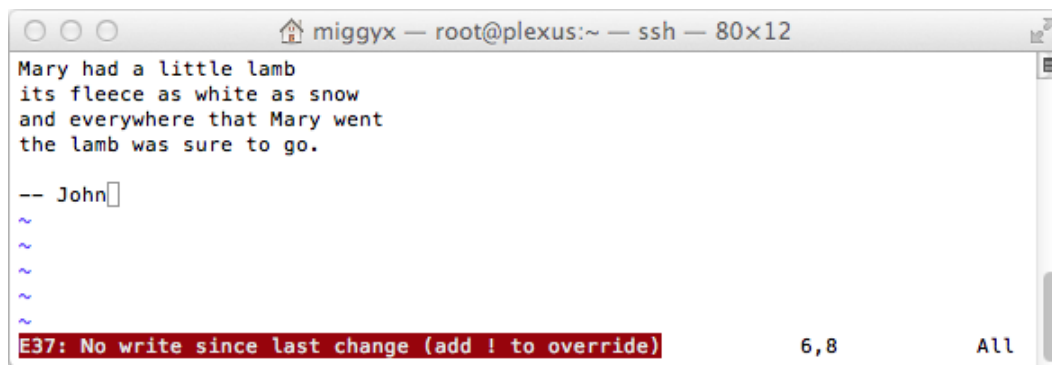 miggyx — root@plexus:~ — ssh — 80×12
Mary had a little lamb
its fleece as white as snow
and everywhere that Mary went
the lamb was sure to go.
-- John
~
~
~
~
~
E37: No write since last change (add ! to override) 6,8 All